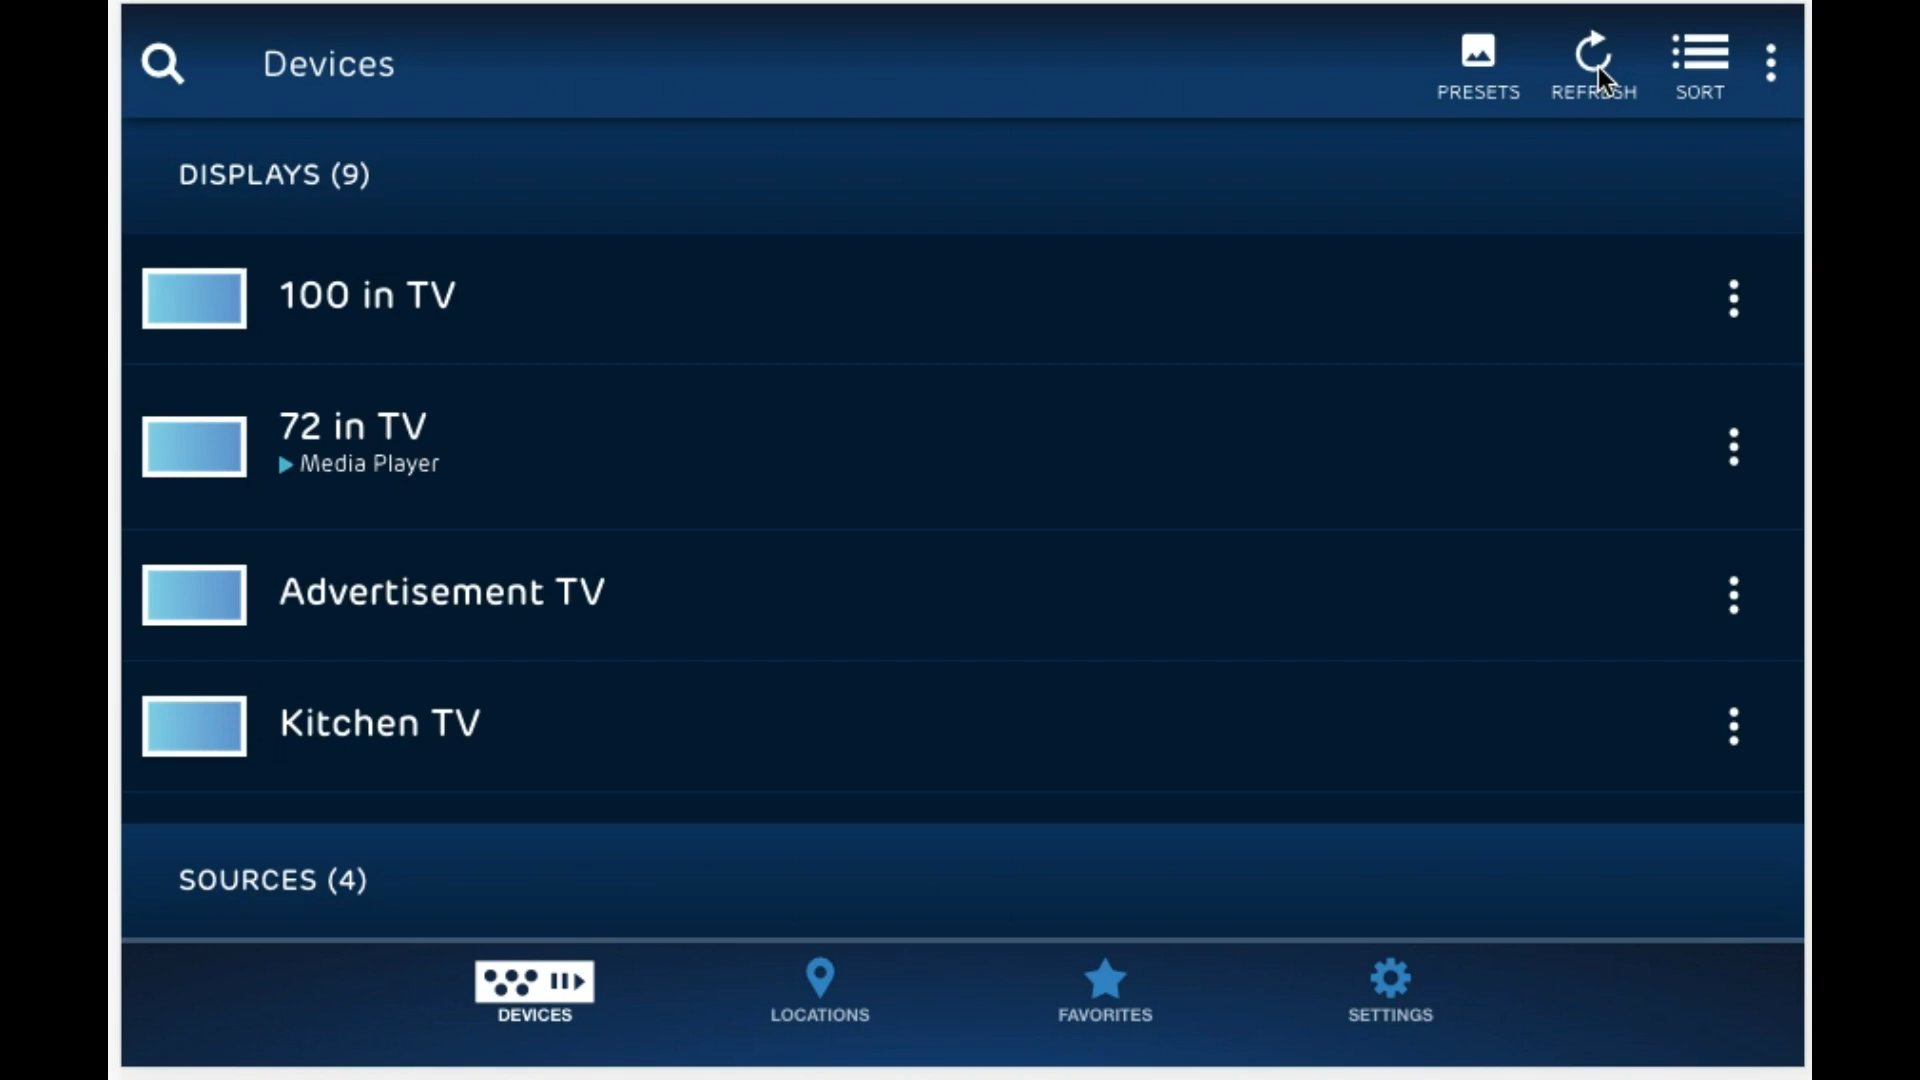 Devices
PRESETS
REFRESH
SORT
DISPLAYS (9)
100 in TV
72 in TV
Media Player
Advertisement TV
Kitchen TV
SOURCES (4)
DEVICES
LOCATIONS
FAVORITES
SETTINGS